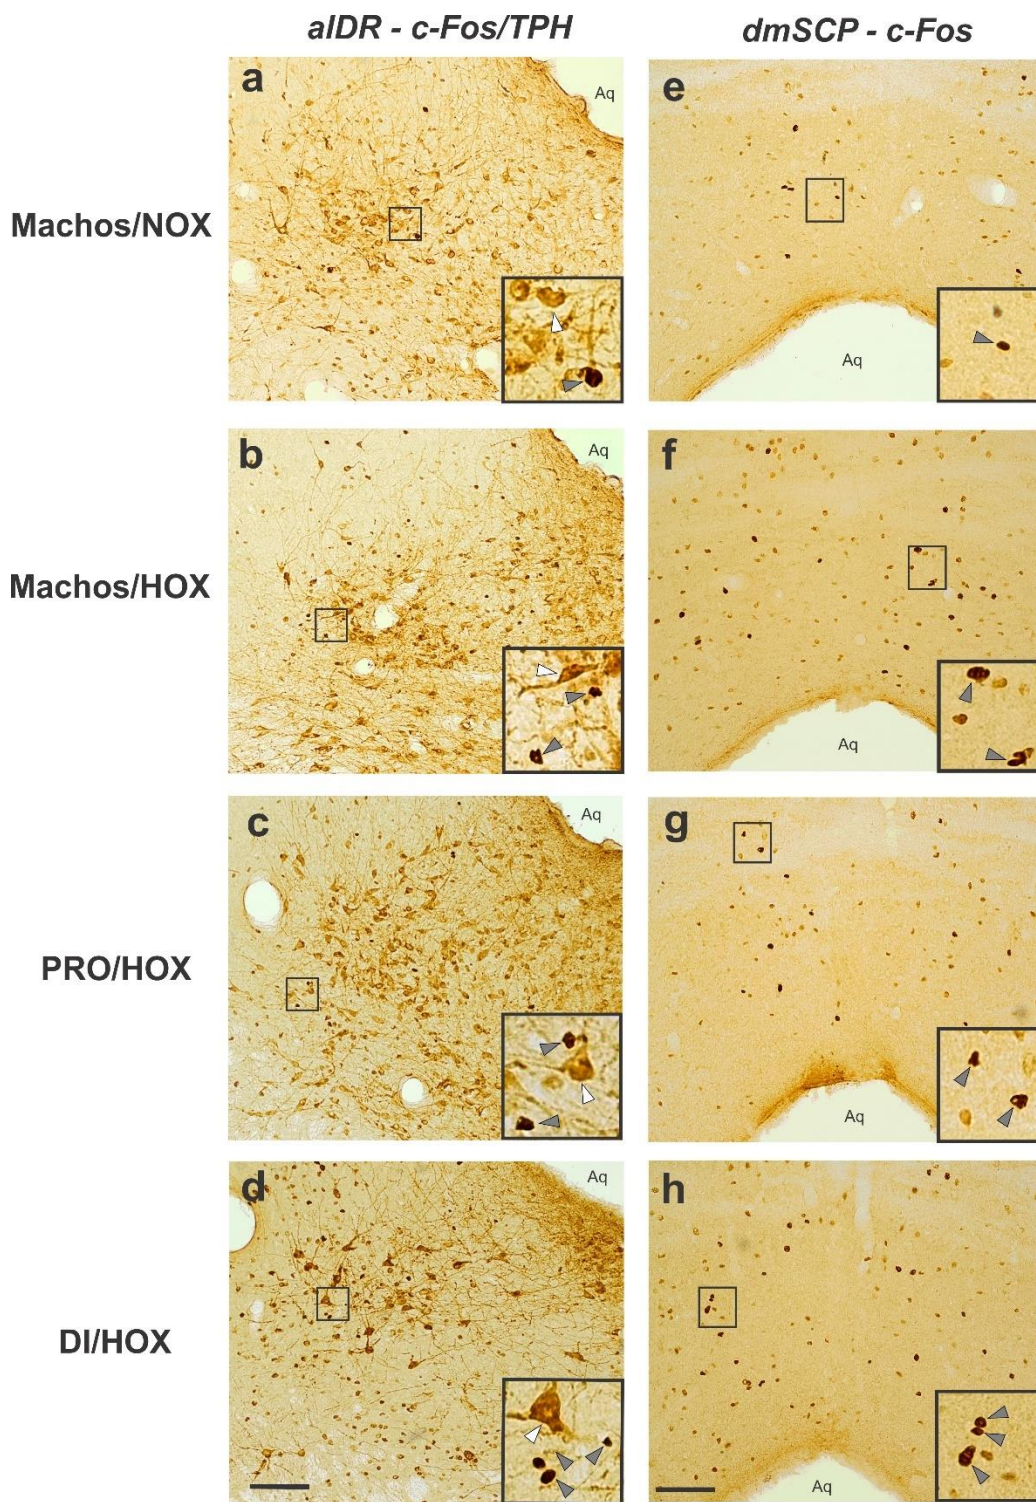 alDR - c-Fos/TPH
dmSCP - c-Fos
Machos/NOX
a
Aq
e
Aq
Machos/HOX
b
Aq
f
Aq
PRO/HOX
c
Aq
g
Aq
DI/HOX
d
Aq
h
Aq